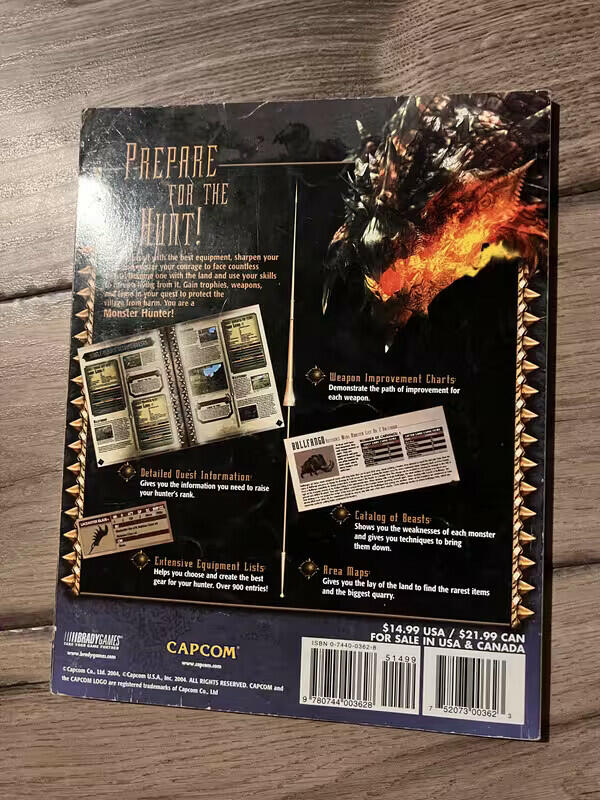 PREPARE
FOR THE
HUNT!
with the best equipment, sharpen your
your courage to face countless
become one with the land and use your skills
living from it. Gain trophies, weapons,
in your quest to protect the
village from harm. You are a
Monster Hunter!
Weapon Improvement Charts
Demonstrate the path of improvement for
each weapon.
BULLFANGO
Detailed Quest Information
Gives you the information you need to raise
your hunter's rank.
Catalog of Beasts
Shows you the weaknesses of each monster
and gives you techniques to bring
them down.
Extensive Equipment Lists
Helps you choose and create the best
gear for your hunter. Over 900 entries!
Area Maps
Gives you the lay of the land to find the rarest items
and the biggest quarry.
$14.99 USA / $21.99 CAN
FOR SALE IN USA & CANADA
BRADYGAMES
TAKE YOUR GAME FURTHER
www.bradygames.com
CAPCOM
www.capcom.com
ISBN 0-7440-0362-8
51499
9 780744 003628
7 52073 00362 3
©Capcom Co., Ltd. 2004, ©Capcom U.S.A., Inc. 2004. ALL RIGHTS RESERVED. CAPCOM and
the CAPCOM LOGO are registered trademarks of Capcom Co., Ltd